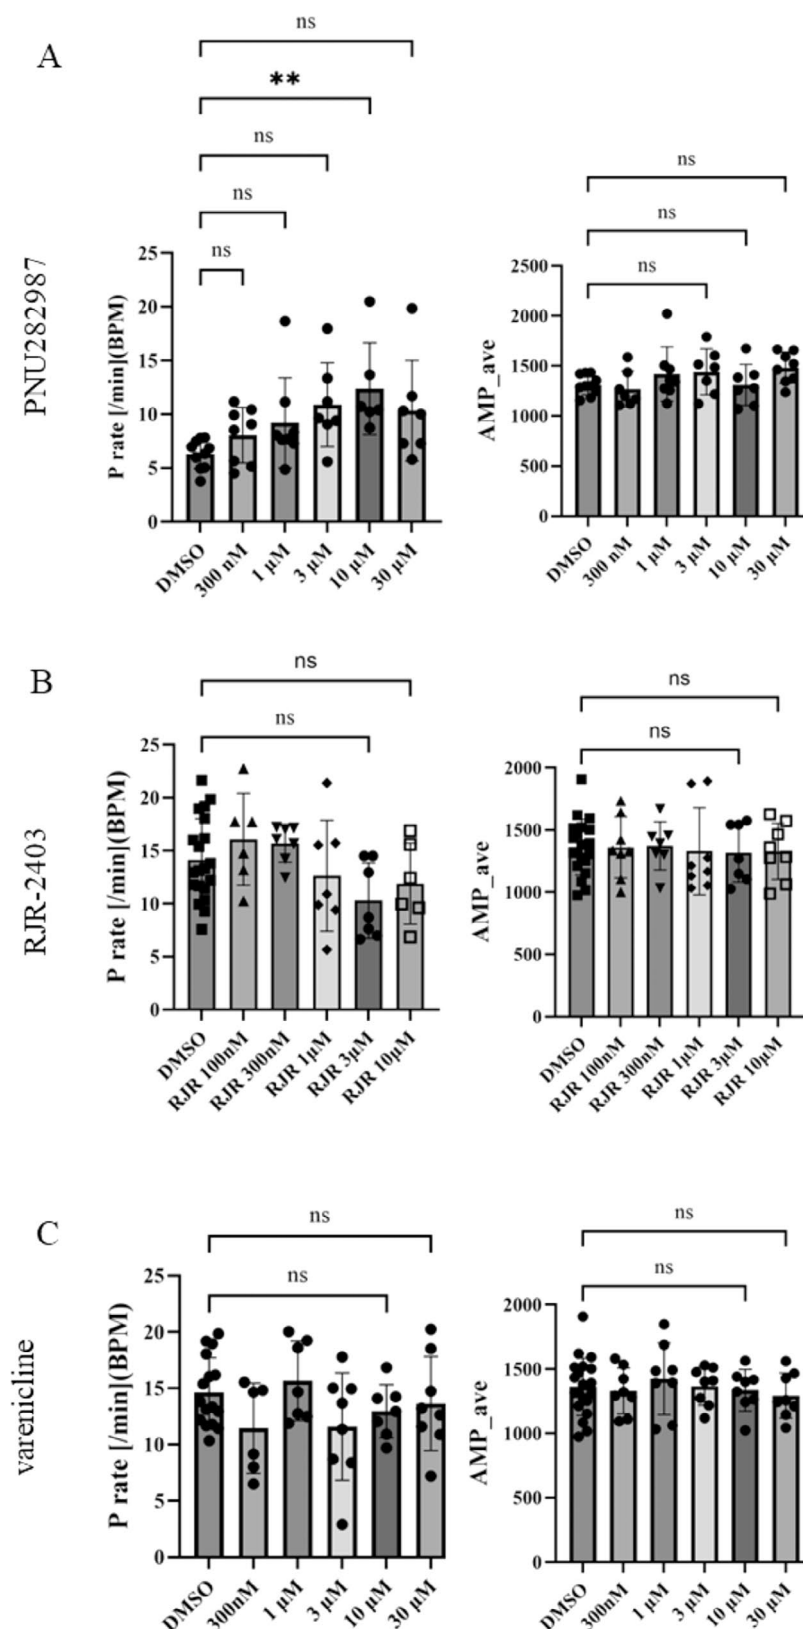 A
PNU282987
ns
**
ns
ns
ns
P rate [/min](BPM)
25
20
15
10
5
0
DMSO
300 nM
1 µM
3 µM
10 µM
30 µM
ns
ns
ns
AMP_ave
2500
2000
1500
1000
500
0
DMSO
300 nM
1 µM
3 µM
10 µM
30 µM
B
RJR-2403
ns
ns
P rate [/min](BPM)
25
20
15
10
5
0
DMSO
RJR 100nM
RJR 300nM
RJR 1µM
RJR 3µM
RJR 10µM
ns
ns
AMP_ave
2000
1500
1000
500
0
DMSO
RJR 100nM
RJR 300nM
RJR 1µM
RJR 3µM
RJR 10µM
C
varenicline
ns
ns
P rate [/min](BPM)
25
20
15
10
5
0
DMSO
300nM
1 µM
3 µM
10 µM
30 µM
ns
ns
AMP_ave
2000
1500
1000
500
0
DMSO
300nM
1 µM
3 µM
10 µM
30 µM